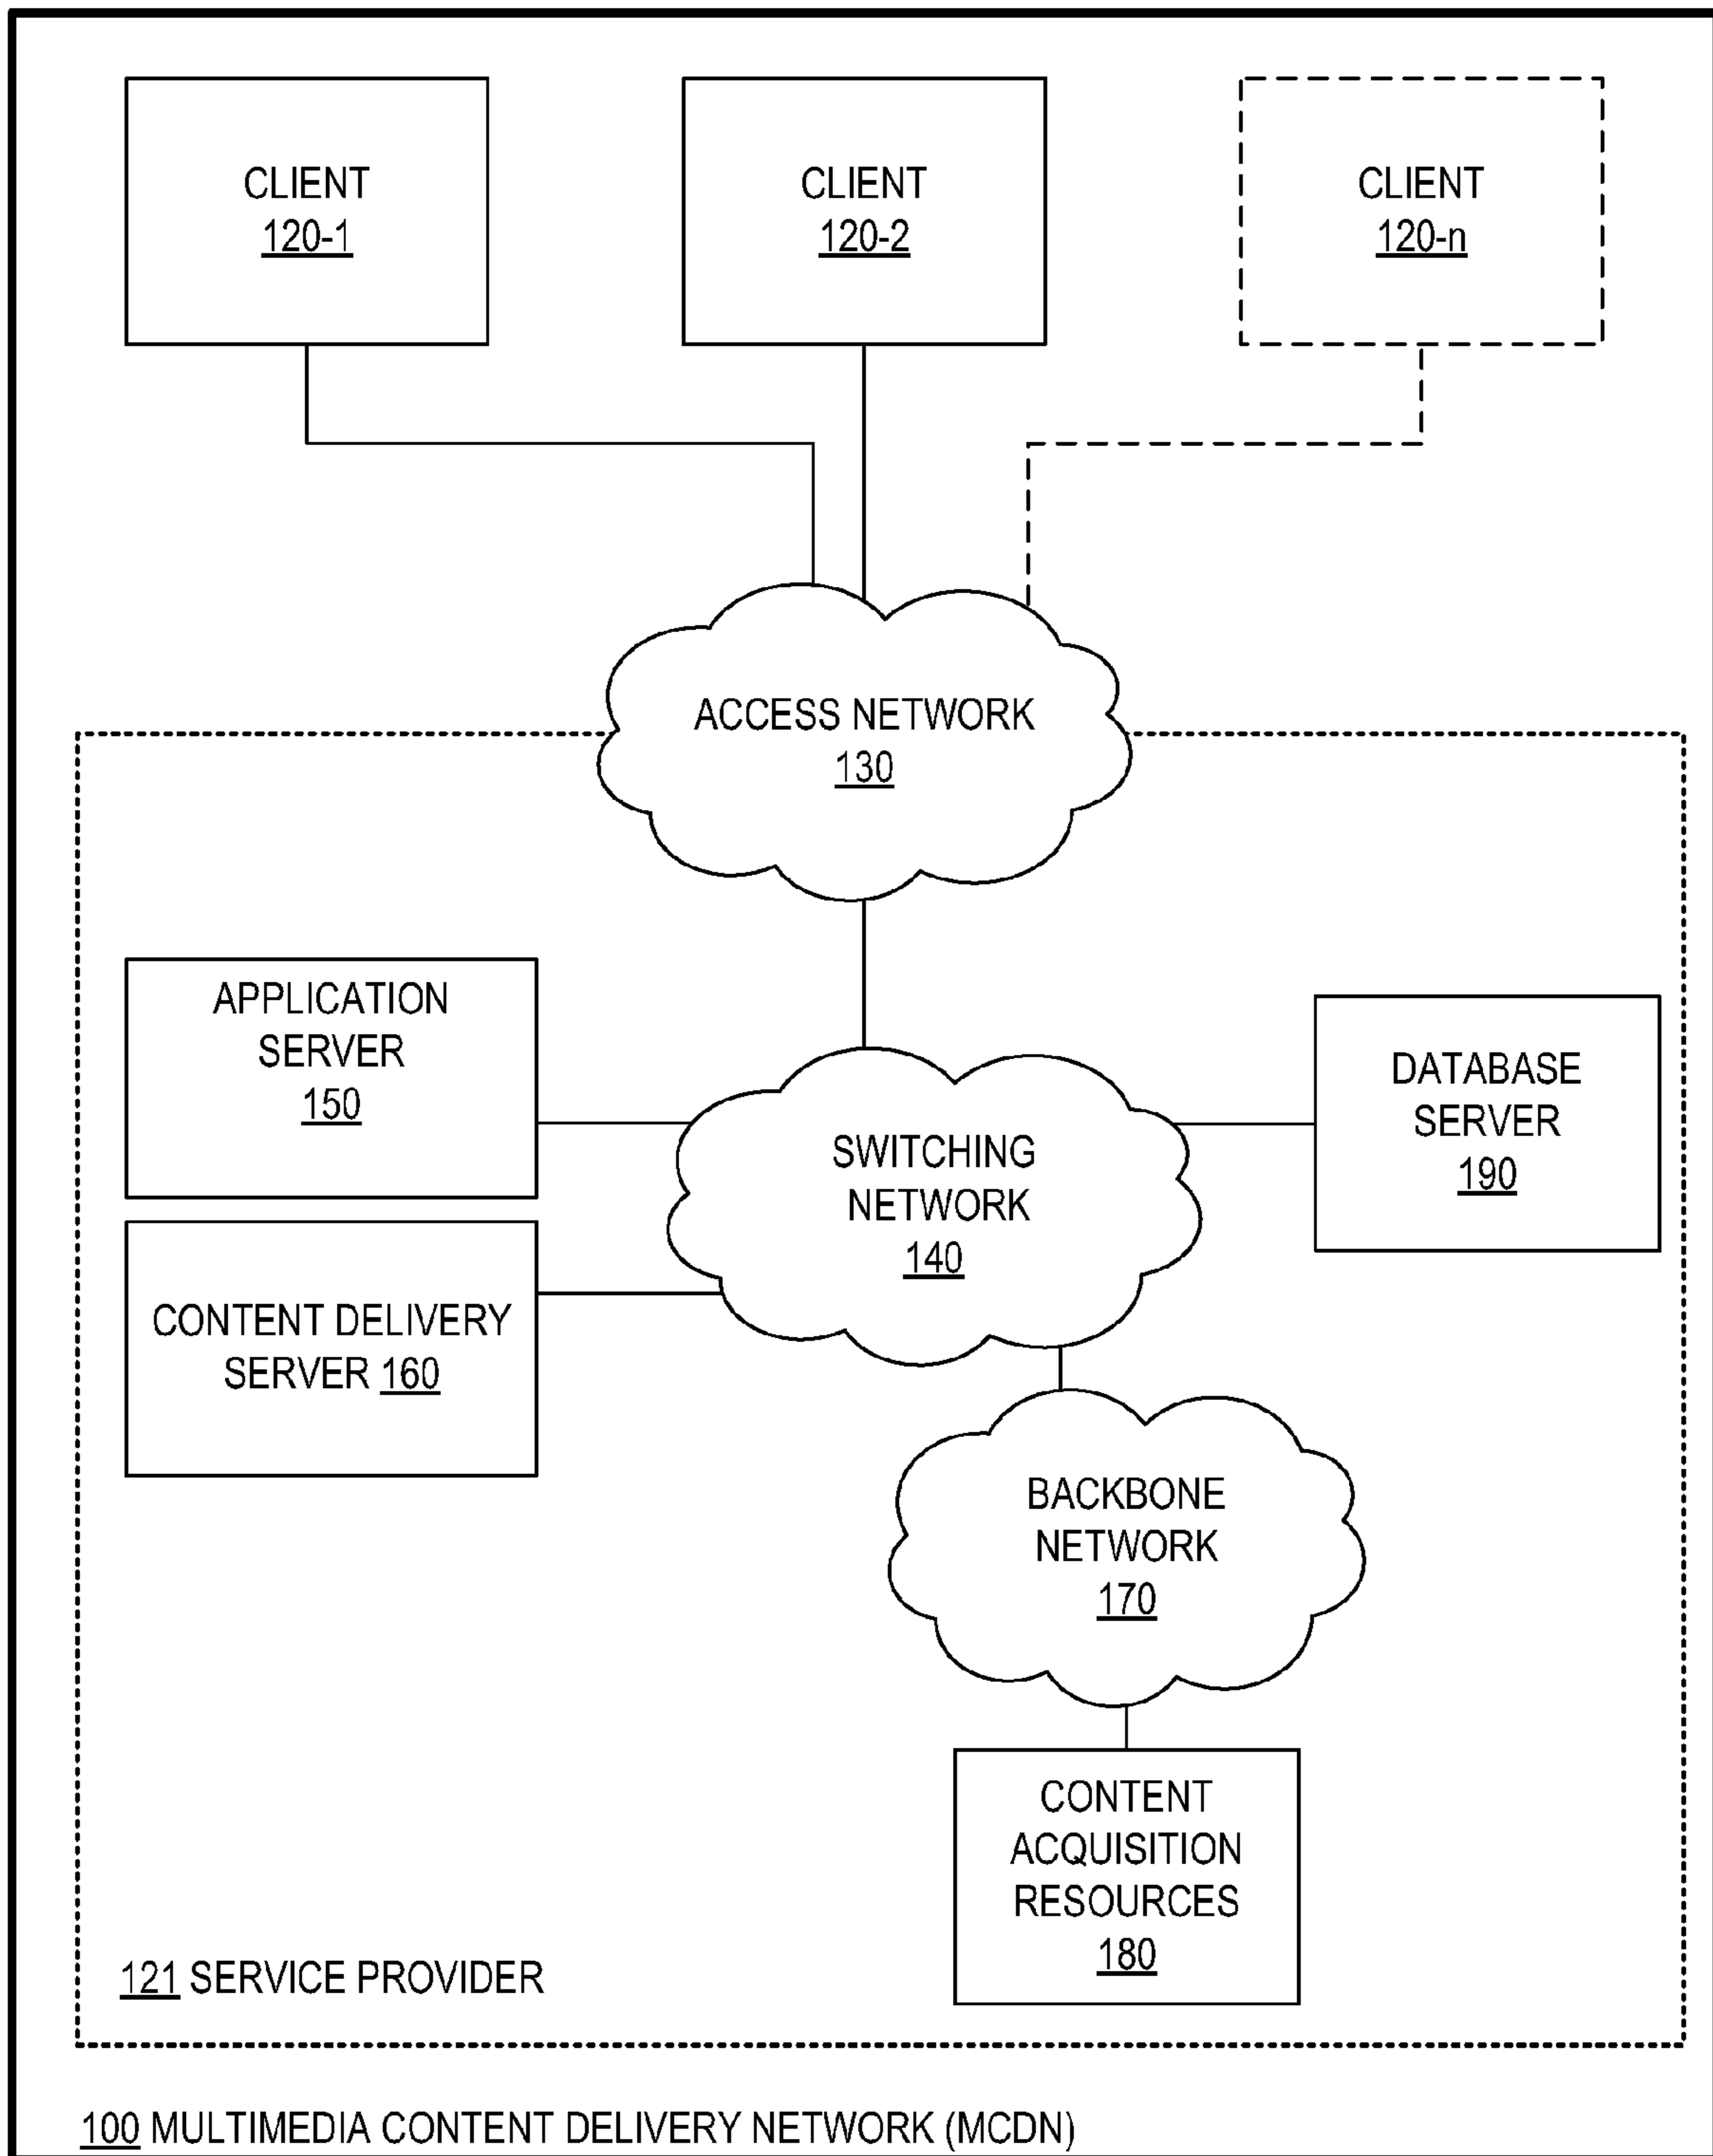 CLIENT
120-1
CLIENT
120-2
CLIENT
120-n
ACCESS NETWORK
130
APPLICATION
SERVER
150
SWITCHING
NETWORK
140
DATABASE
SERVER
190
CONTENT DELIVERY
SERVER 160
BACKBONE
NETWORK
170
CONTENT
ACQUISITION
RESOURCES
180
121 SERVICE PROVIDER
100 MULTIMEDIA CONTENT DELIVERY NETWORK (MCDN)